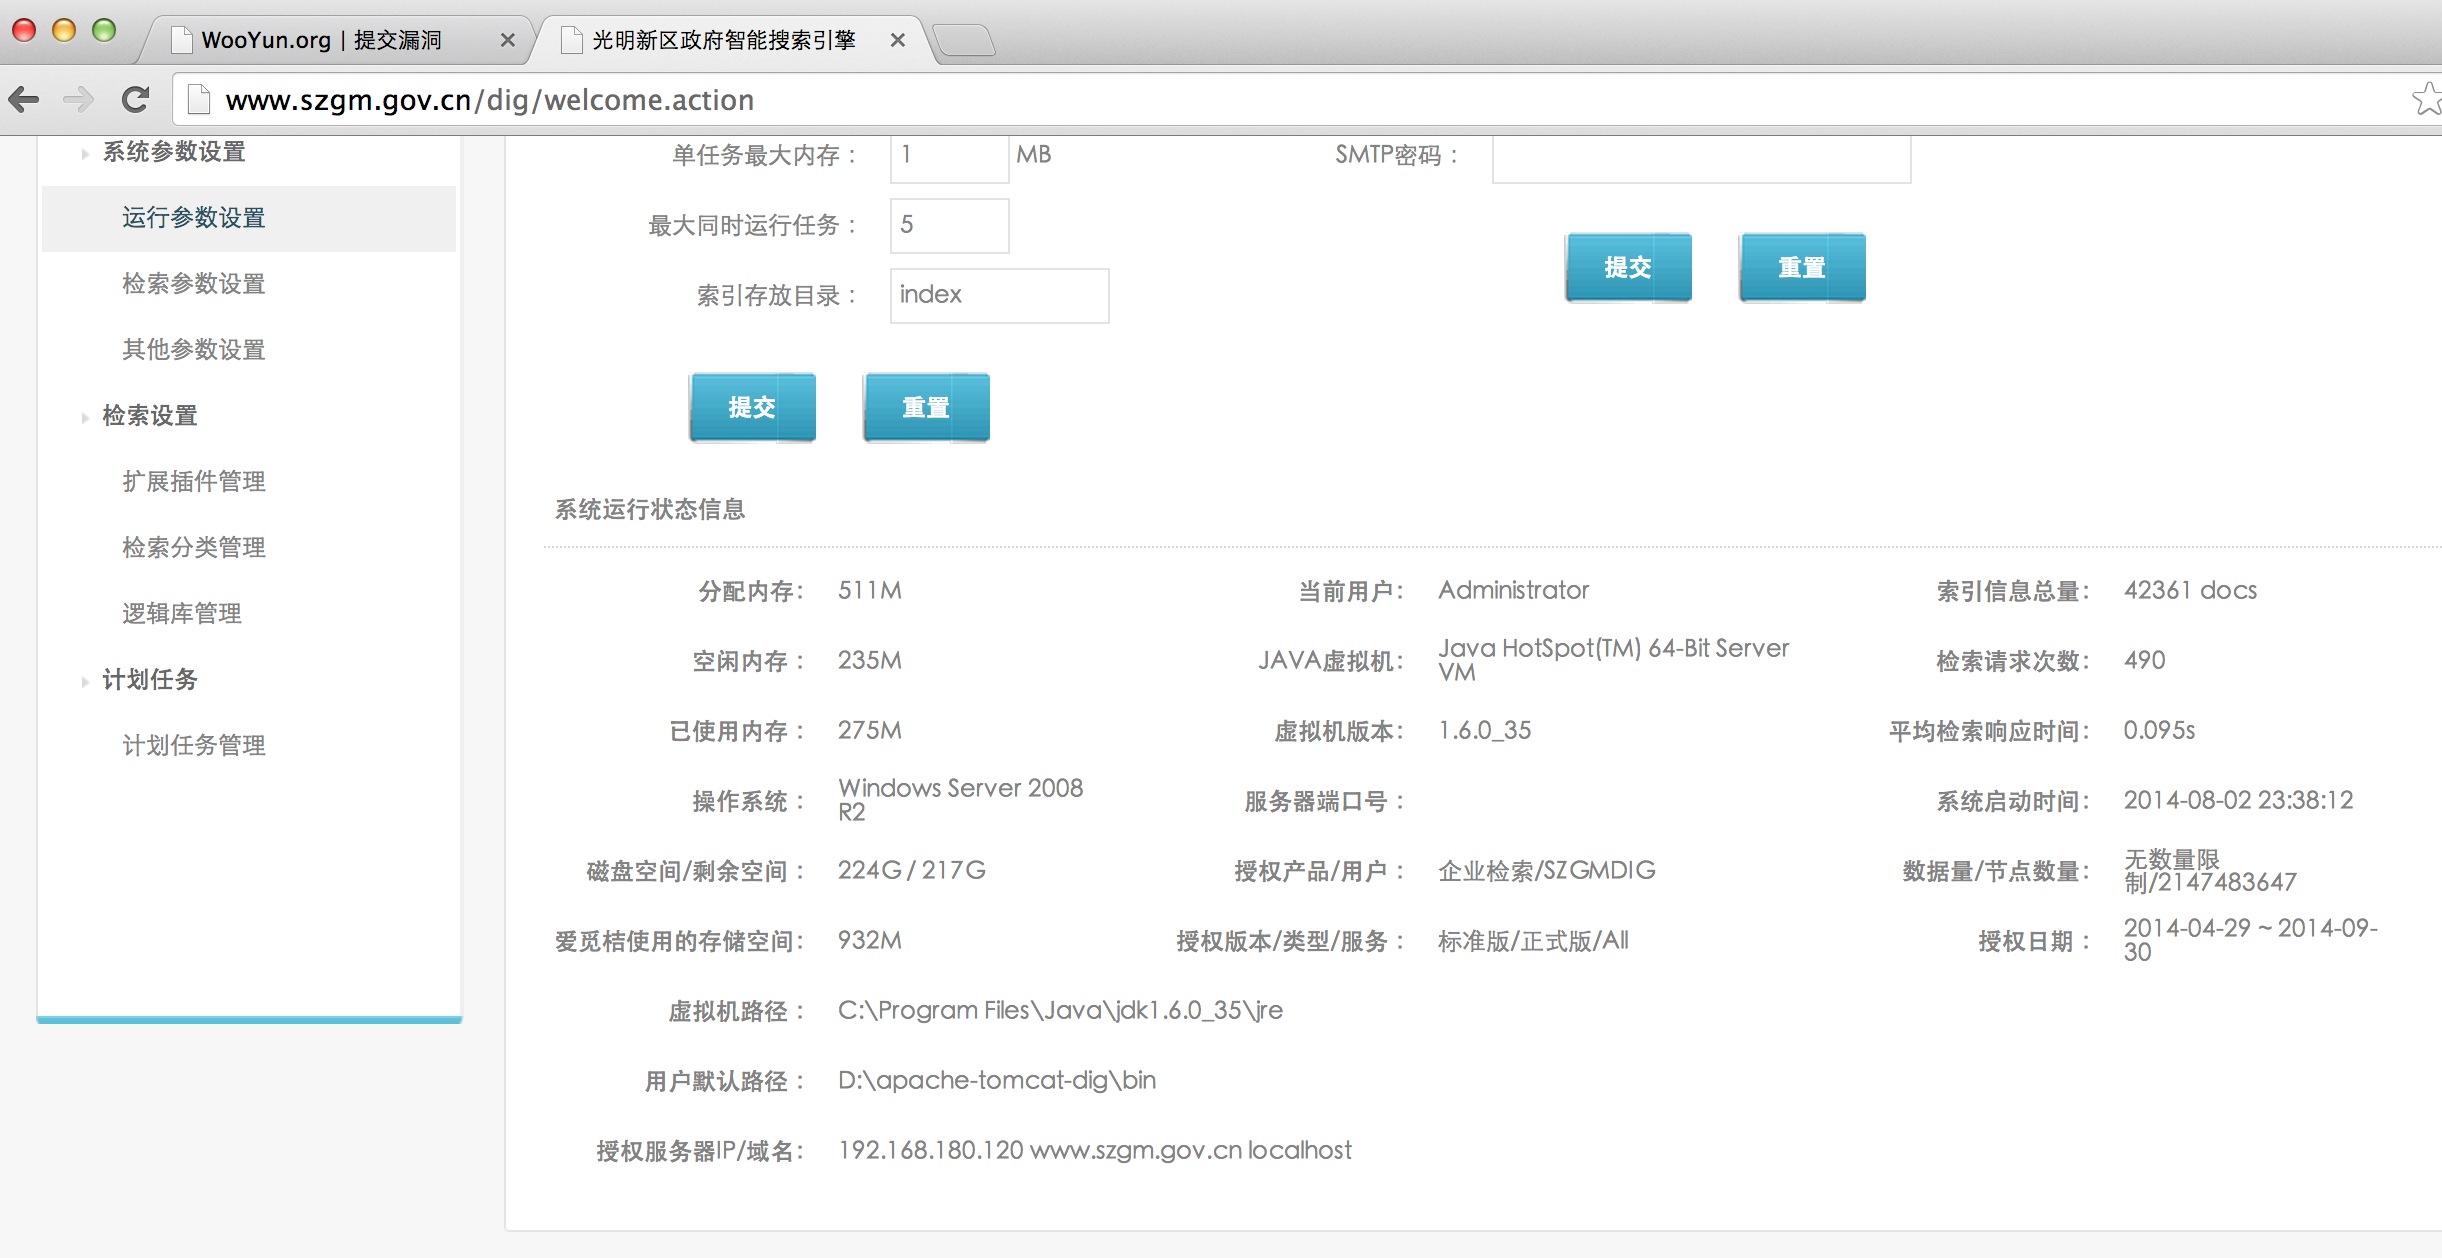 WooYun.org | 提交漏洞
光明新区政府智能搜索引擎
www.szgm.gov.cn/dig/welcome.action
系统参数设置
运行参数设置
检索参数设置
其他参数设置
检索设置
扩展插件管理
检索分类管理
逻辑库管理
计划任务
计划任务管理
单任务最大内存： 1 MB
SMTP密码：
最大同时运行任务： 5
索引存放目录： index
提交 重置
提交 重置
系统运行状态信息
分配内存： 511M 当前用户： Administrator 索引信息总量： 42361 docs
空闲内存： 235M JAVA虚拟机： Java HotSpot(TM) 64-Bit Server
VM
检索请求次数： 490
已使用内存： 275M 虚拟机版本： 1.6.0_35 平均检索响应时间： 0.095s
操作系统： Windows Server 2008
R2
服务器端口号： 系统启动时间： 2014-08-02 23:38:12
磁盘空间/剩余空间： 224G / 217G 授权产品/用户： 企业检索/SZGMDIG 数据量/节点数量： 无数量限
制/2147483647
爱觅桔使用的存储空间： 932M 授权版本/类型/服务： 标准版/正式版/All 授权日期： 2014-04-29 ~ 2014-09-
30
虚拟机路径： C:\Program Files\Java\jdk1.6.0_35\jre
用户默认路径： D:\apache-tomcat-dig\bin
授权服务器IP/域名： 192.168.180.120 www.szgm.gov.cn localhost